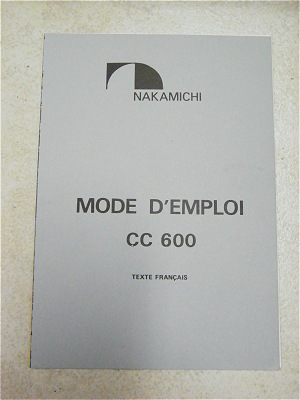 NAKAMICHI
MODE D'EMPLOI
CC 600
TEXTE FRANÇAIS